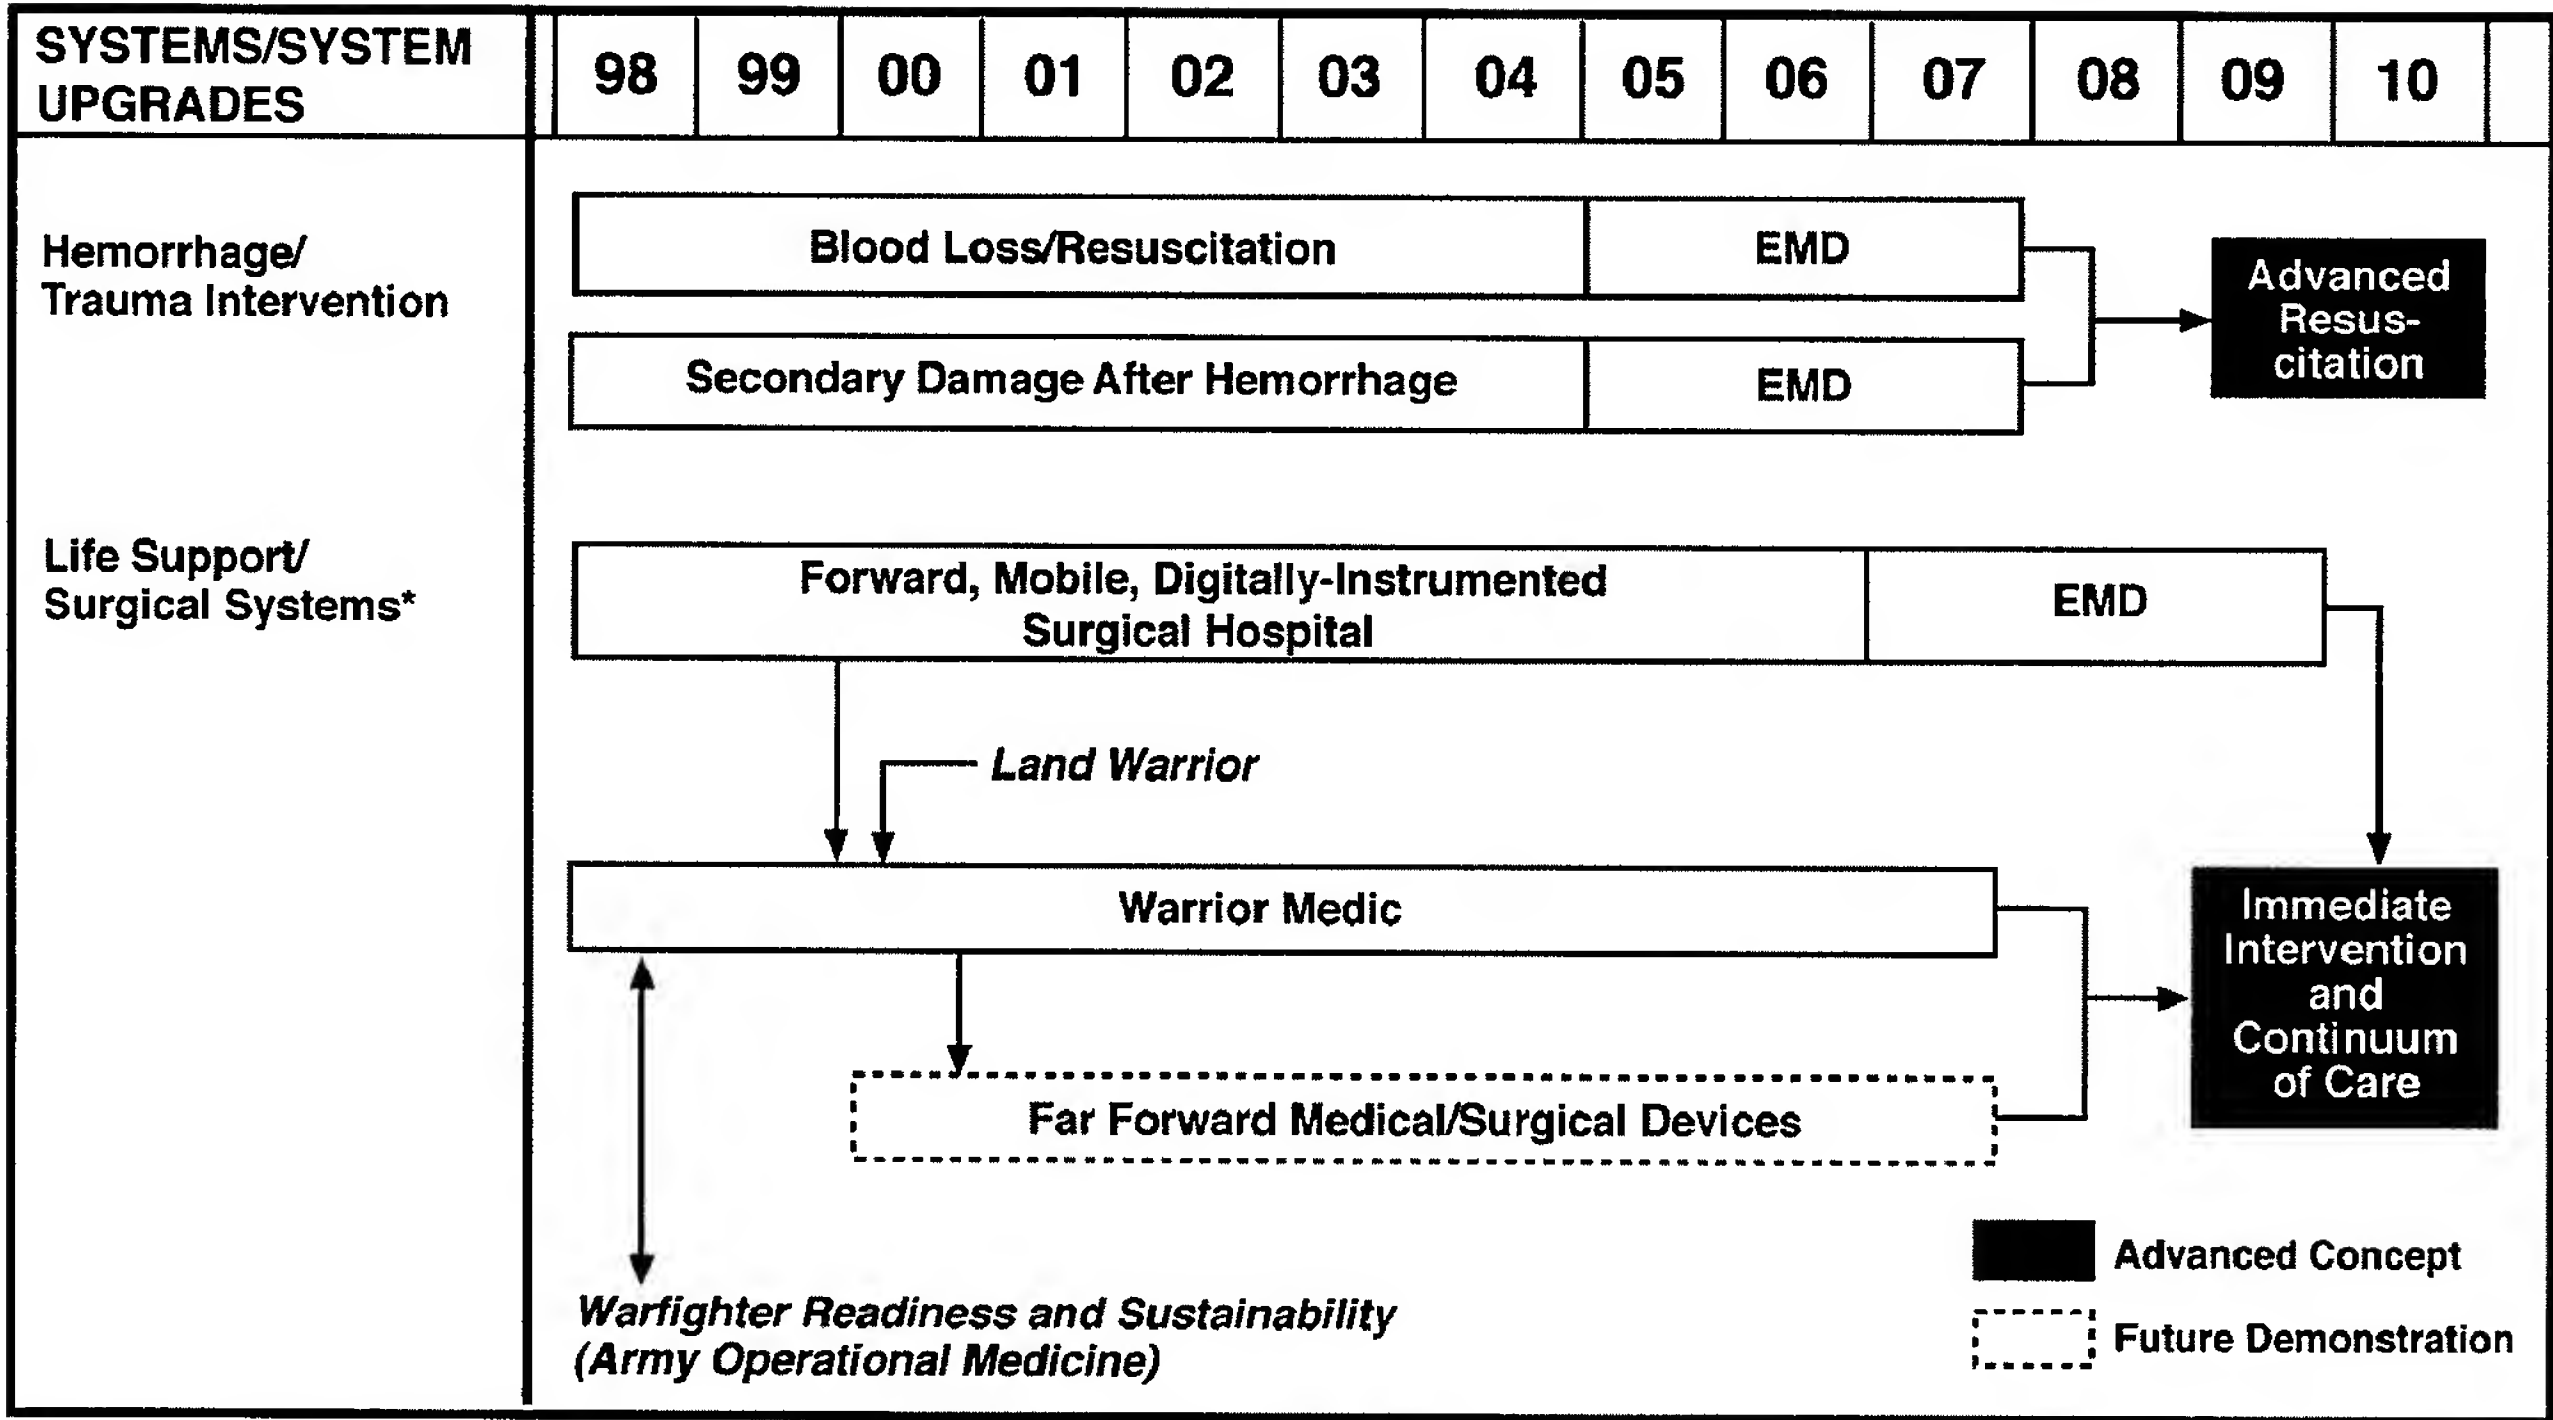 SYSTEMS/SYSTEM
UPGRADES
98 99 00 01 02 03 04 05 06 07 08 09 10
Hemorrhage/
Trauma Intervention
Blood Loss/Resuscitation
EMD
Secondary Damage After Hemorrhage
EMD
Advanced
Resus-
citation
Life Support/
Surgical Systems*
Forward, Mobile, Digitally-Instrumented
Surgical Hospital
EMD
Land Warrior
Warrior Medic
Far Forward Medical/Surgical Devices
Immediate
Intervention
and
Continuum
of Care
Warfighter Readiness and Sustainability
(Army Operational Medicine)
Advanced Concept
Future Demonstration